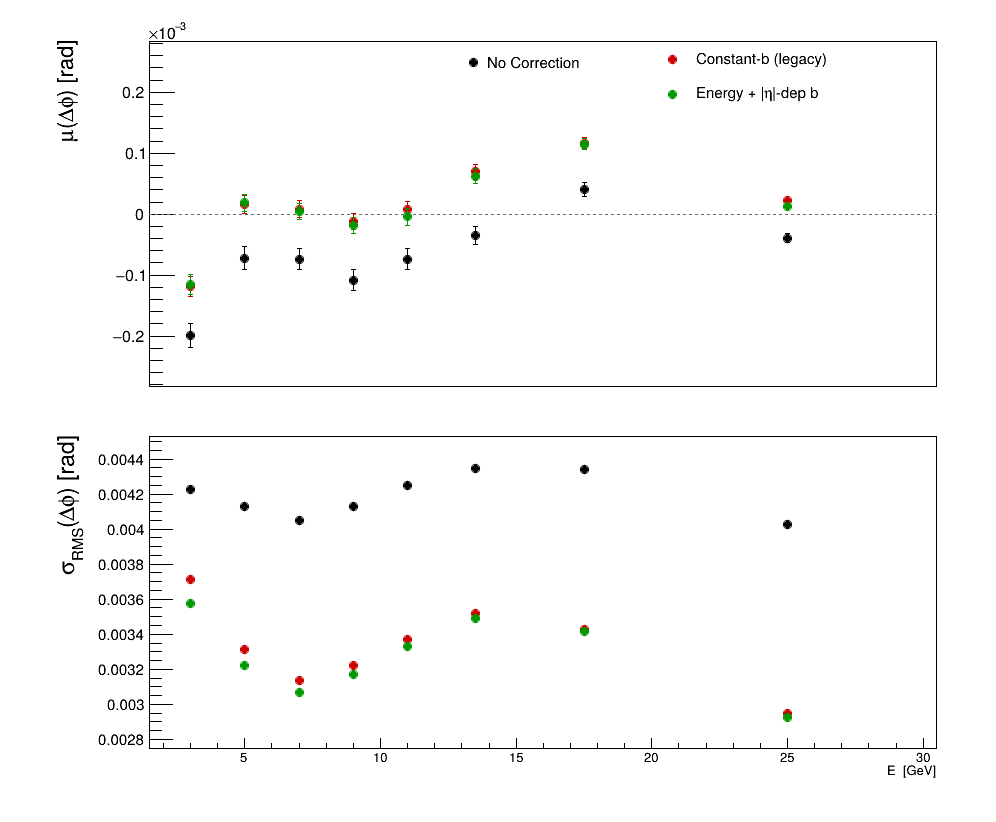 ×10⁻³
μ(Δϕ) [rad]
No Correction
Constant-b (legacy)
Energy + |η|-dep b
0.2
0.1
0
−0.1
−0.2
σRMS(Δϕ) [rad]
0.0044
0.0042
0.004
0.0038
0.0036
0.0034
0.0032
0.003
0.0028
5 10 15 20 25 30
E [GeV]